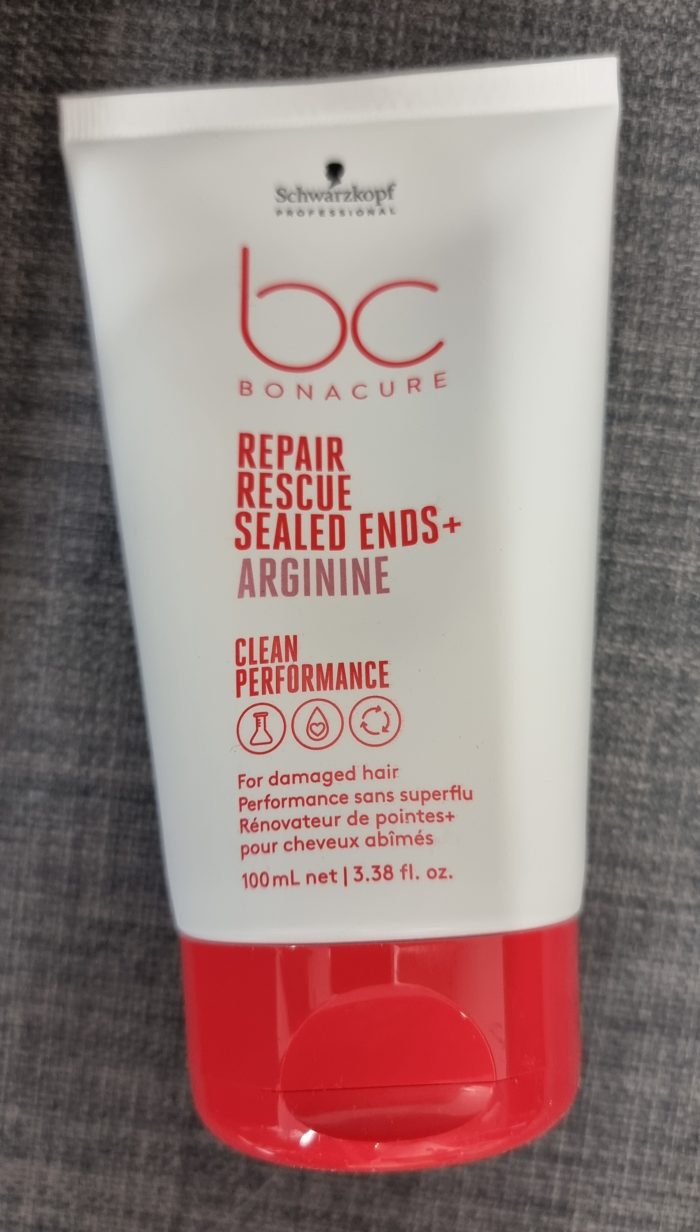 Schwarzkopf
PROFESSIONAL
bc
BONACURE
REPAIR
RESCUE
SEALED ENDS+
ARGININE
CLEAN
PERFORMANCE
For damaged hair
Performance sans superflu
Rénovateur de pointes+
pour cheveux abîmés
100mL net | 3.38 fl. oz.